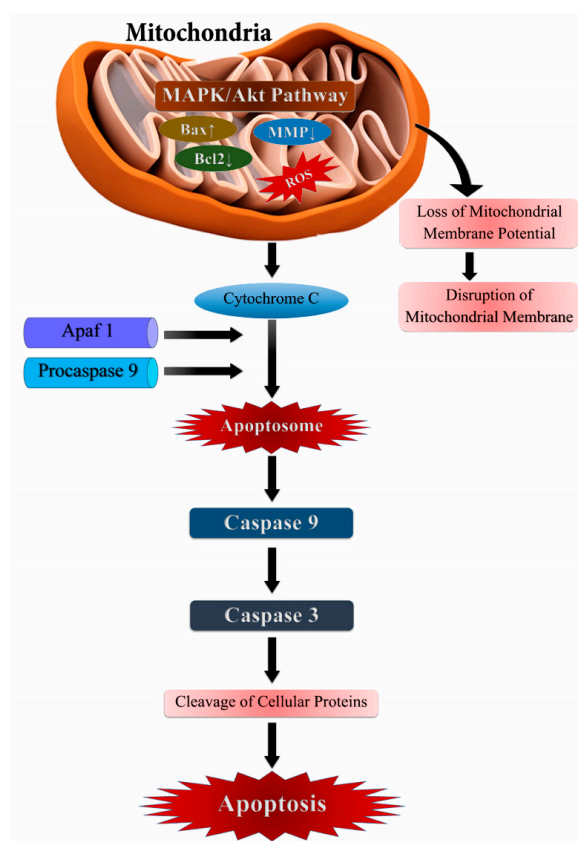 Mitochondria
MAPK/Akt Pathway
Bax↑
MMP↓
Bcl2↓
ROS
Loss of Mitochondrial
Membrane Potential
Disruption of
Mitochondrial Membrane
Cytochrome C
Apaf 1
Procaspase 9
Apoptosome
Caspase 9
Caspase 3
Cleavage of Cellular Proteins
Apoptosis